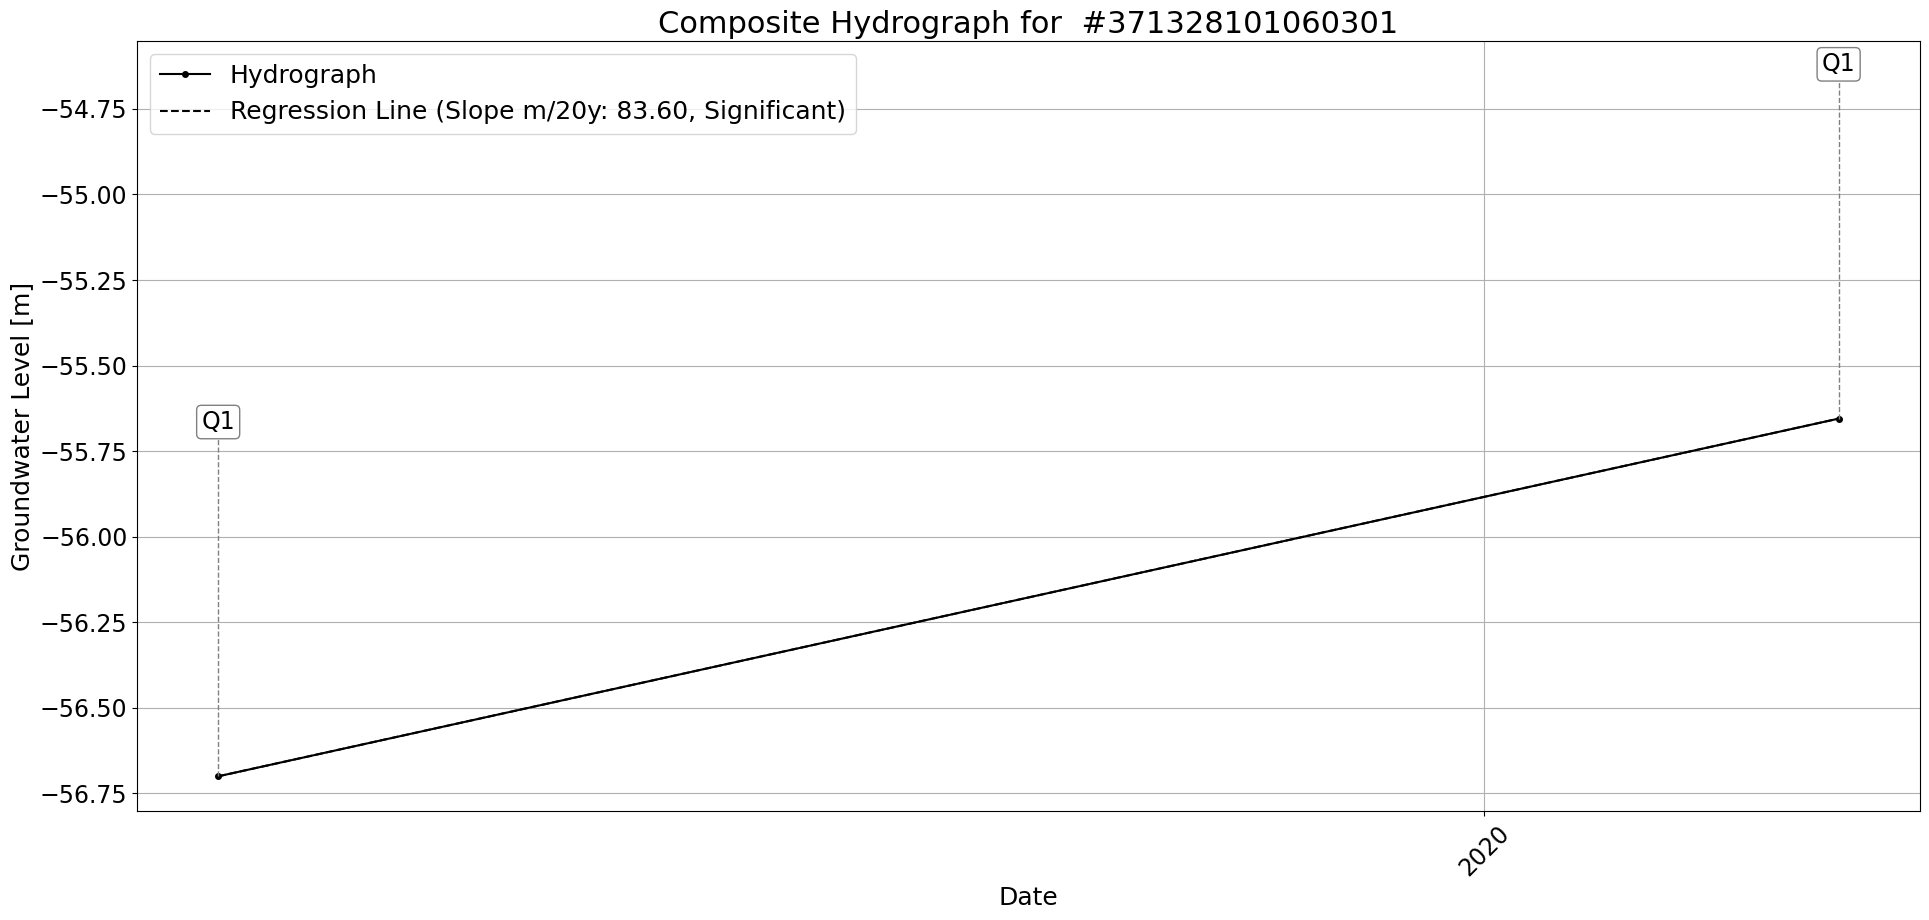 Composite Hydrograph for  #371328101060301
Hydrograph
Regression Line (Slope m/20y: 83.60, Significant)
Q1
Q1
Groundwater Level [m]
−54.75
−55.00
−55.25
−55.50
−55.75
−56.00
−56.25
−56.50
−56.75
2020
Date